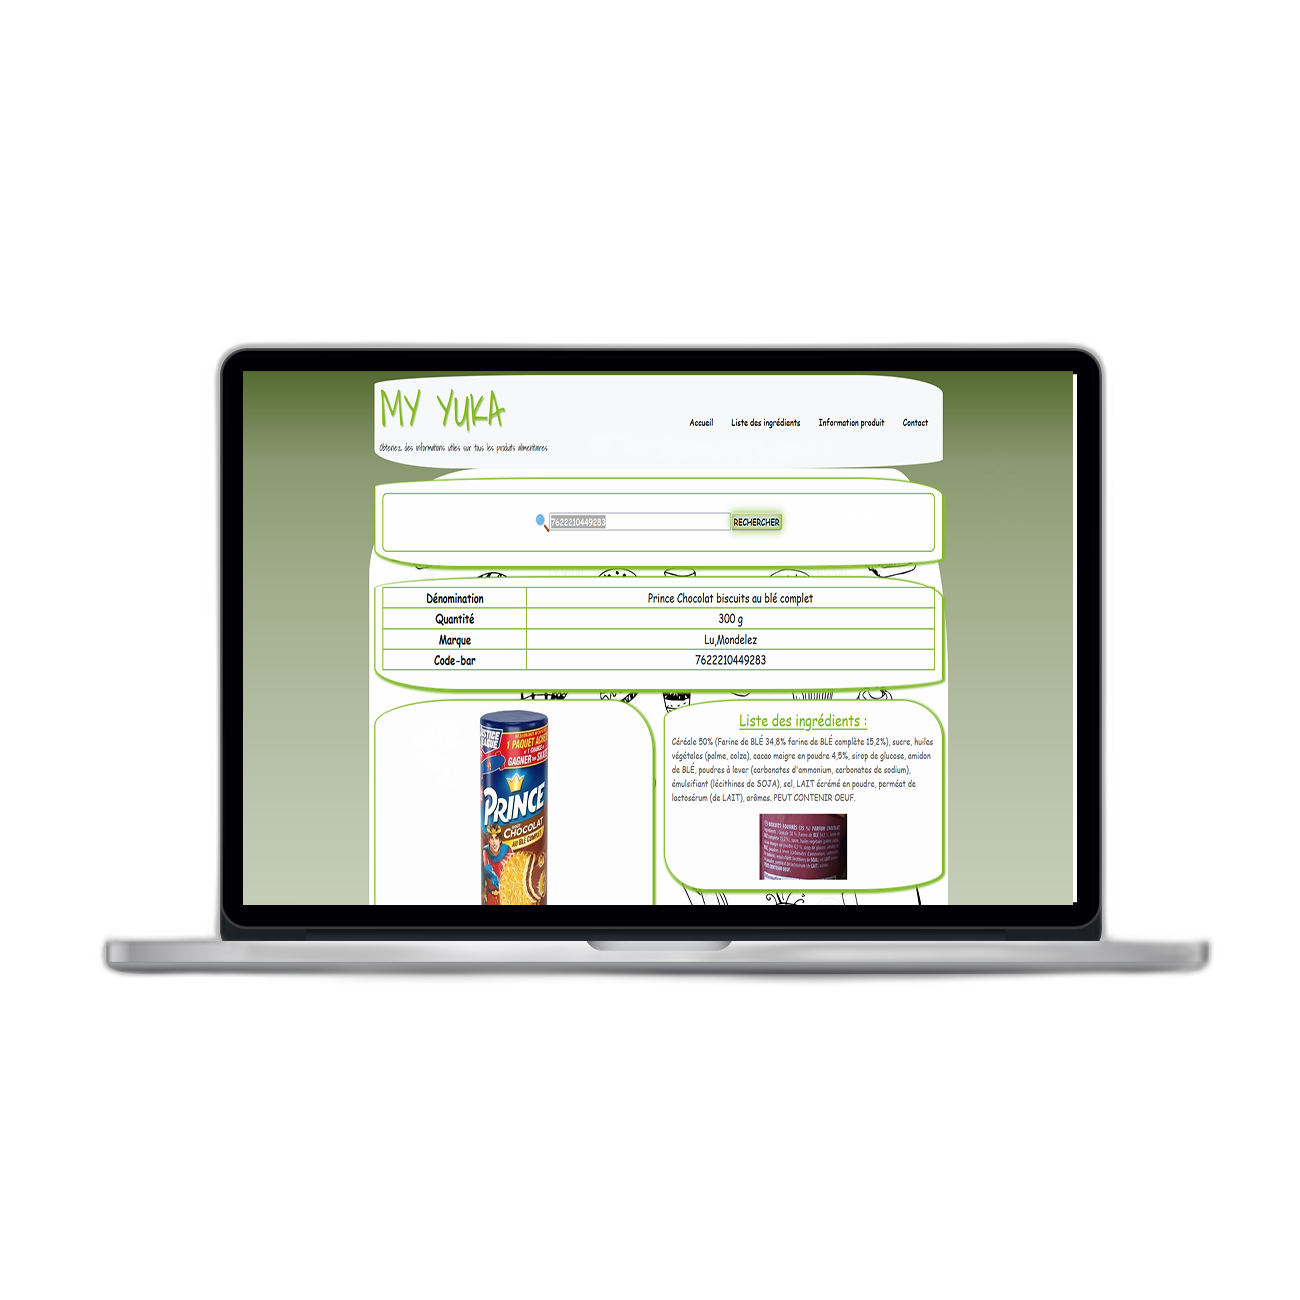 MY YUKA
Obtenez des informations utiles sur tous les produits alimentaires
Accueil Liste des ingrédients Information produit Contact
7622210449283 RECHERCHER
Dénomination Prince Chocolat biscuits au blé complet
Quantité 300 g
Marque Lu,Mondelez
Code-bar 7622210449283
1 PAQUET
GAGNER
PRINCE
CHOCOLAT
AU BLÉ COMPLET
Liste des ingrédients :
Céréale 50% (Farine de BLÉ 34,8% farine de BLÉ complète 15,2%), sucre, huiles
végétales (palme, colza), cacao maigre en poudre 4,5%, sirop de glucose, amidon
de BLÉ, poudres à lever (carbonates d'ammonium, carbonates de sodium),
émulsifiant (lécithines de SOJA), sel, LAIT écrémé en poudre, perméat de
lactosérum (de LAIT), arômes. PEUT CONTENIR OEUF.